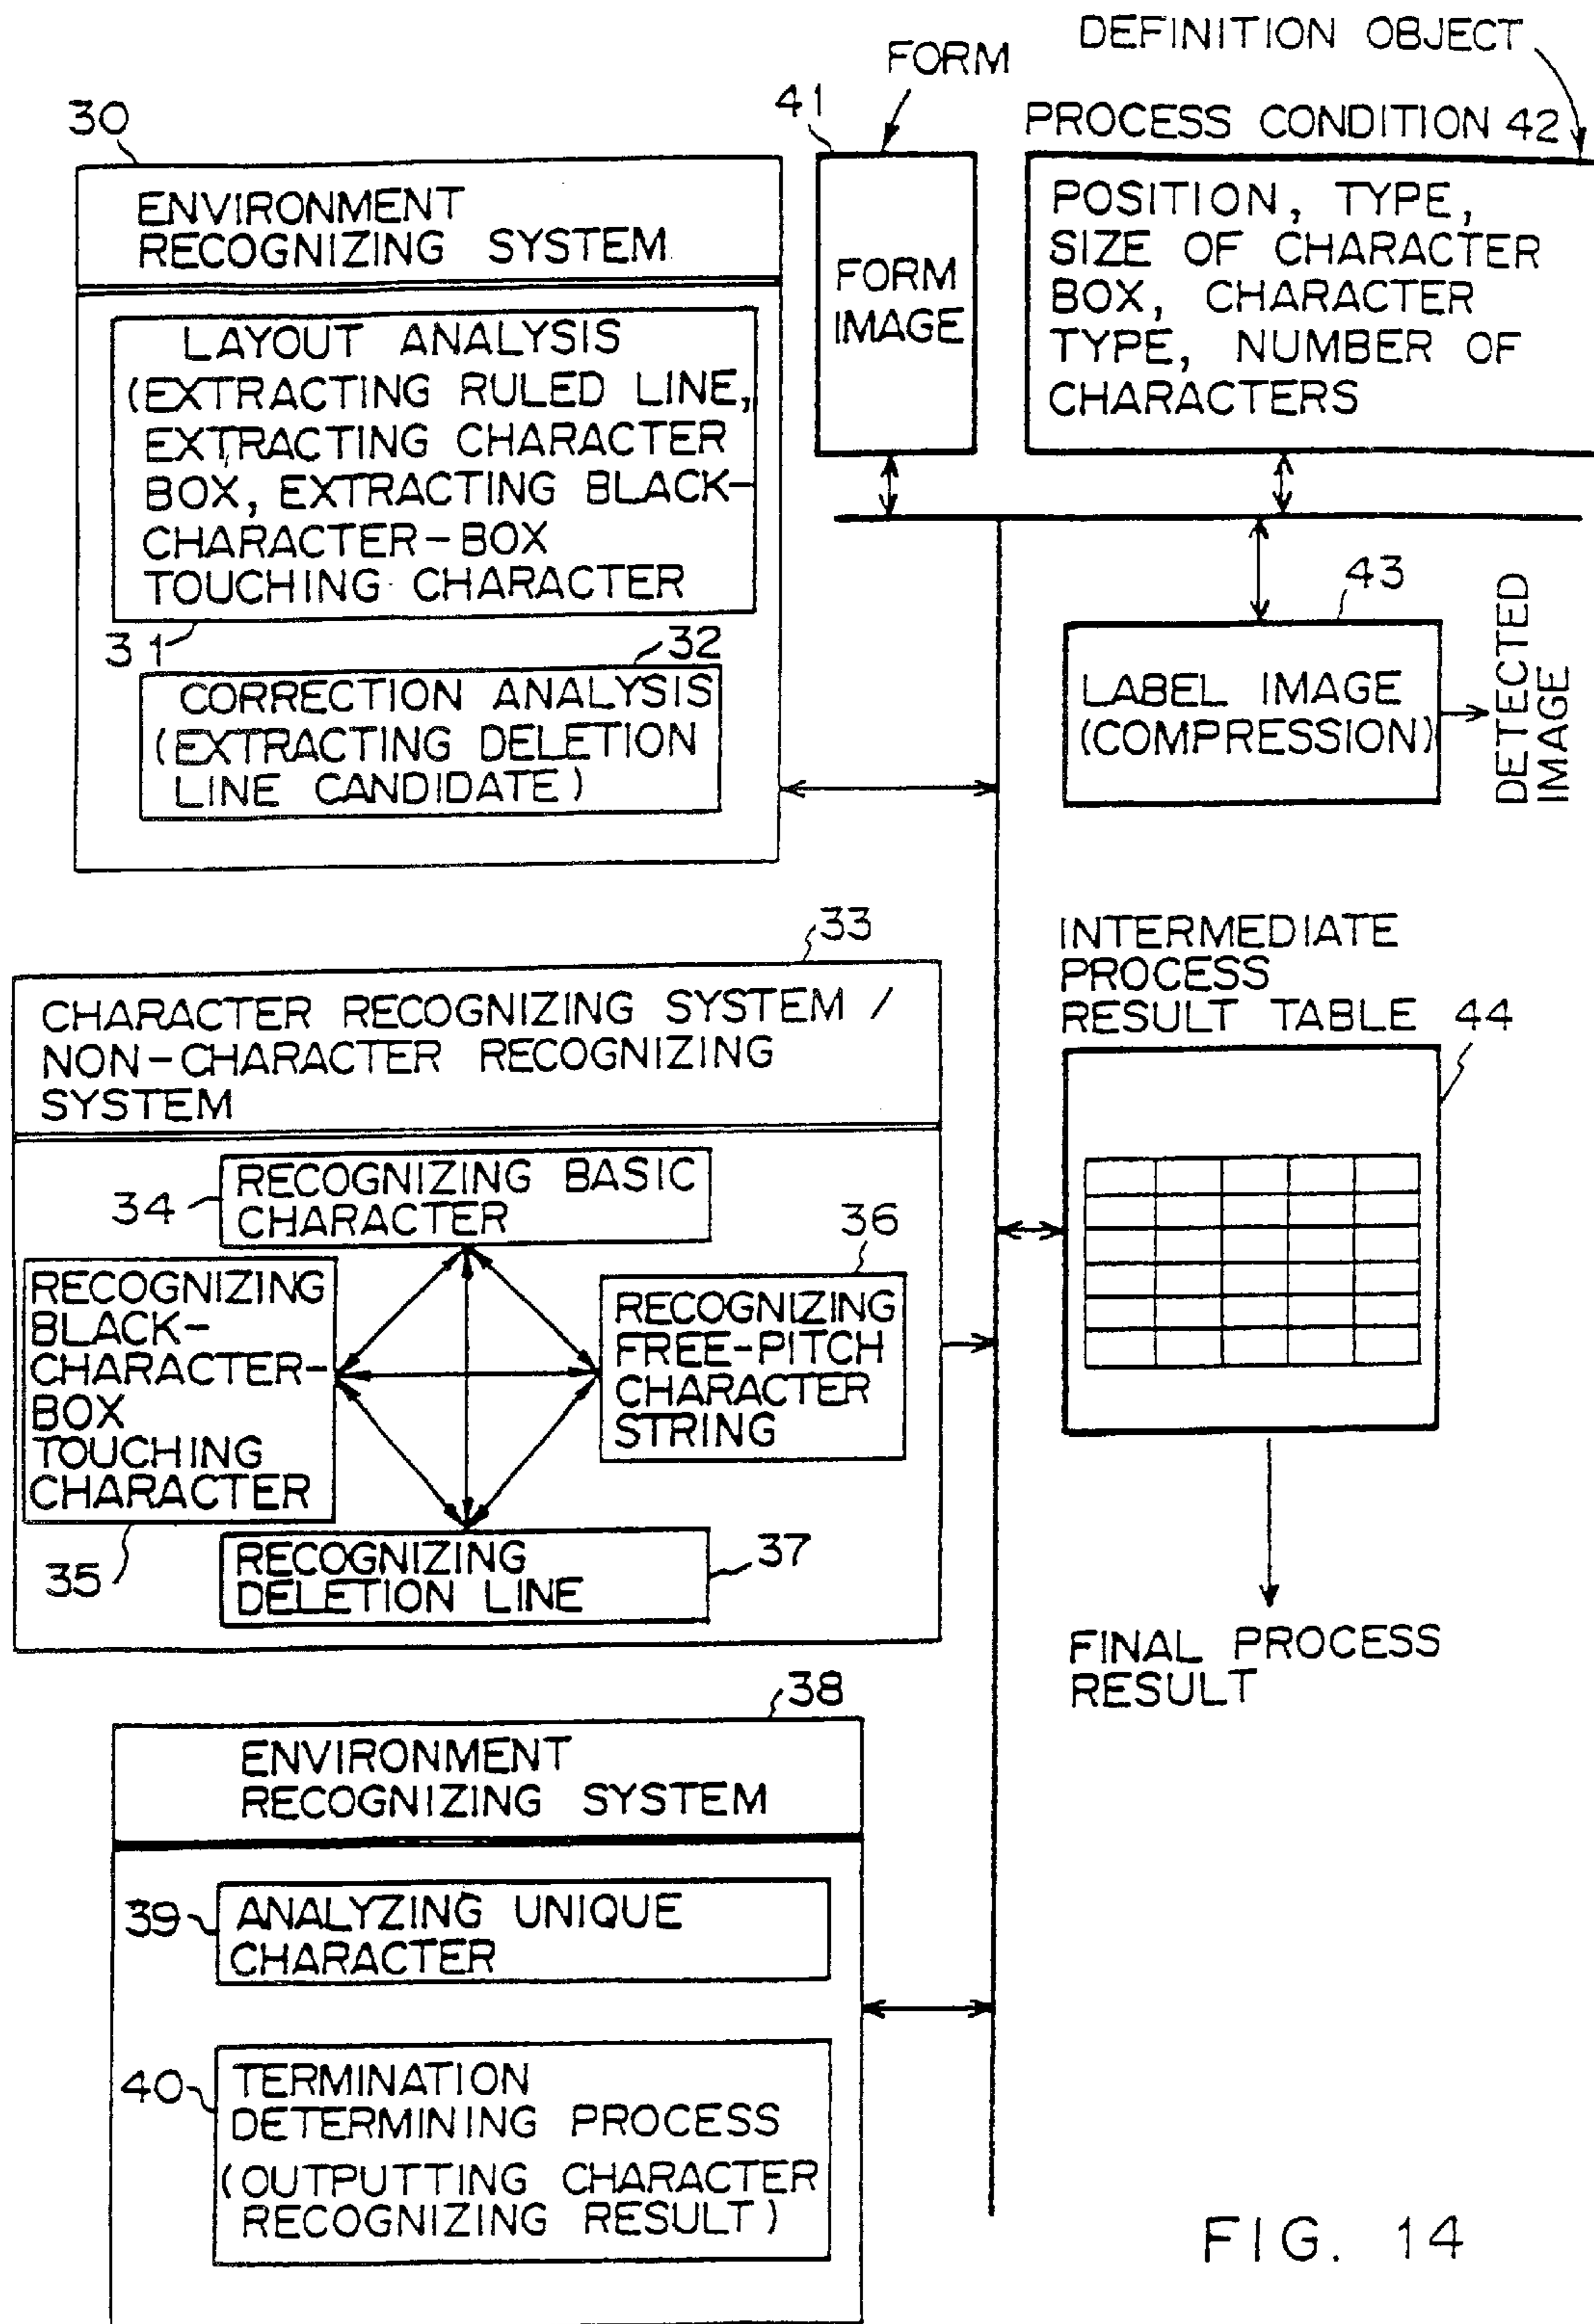 DEFINITION OBJECT
FORM
41
PROCESS CONDITION 42
30
ENVIRONMENT
RECOGNIZING SYSTEM
LAYOUT ANALYSIS
(EXTRACTING RULED LINE,
EXTRACTING CHARACTER
BOX, EXTRACTING BLACK-
CHARACTER-BOX
TOUCHING CHARACTER
31
32
CORRECTION ANALYSIS
(EXTRACTING DELETION
LINE CANDIDATE)
FORM
IMAGE
POSITION, TYPE,
SIZE OF CHARACTER
BOX, CHARACTER
TYPE, NUMBER OF
CHARACTERS
43
LABEL IMAGE
(COMPRESSION)
DETECTED
IMAGE
33
CHARACTER RECOGNIZING SYSTEM /
NON-CHARACTER RECOGNIZING
SYSTEM
34
RECOGNIZING BASIC
CHARACTER
36
RECOGNIZING
BLACK-
CHARACTER-
BOX
TOUCHING
CHARACTER
35
RECOGNIZING
FREE-PITCH
CHARACTER
STRING
RECOGNIZING
DELETION LINE
37
INTERMEDIATE
PROCESS
RESULT TABLE 44
FINAL PROCESS
RESULT
38
ENVIRONMENT
RECOGNIZING SYSTEM
39
ANALYZING UNIQUE
CHARACTER
40
TERMINATION
DETERMINING PROCESS
(OUTPUTTING CHARACTER
RECOGNIZING RESULT)
FIG. 14